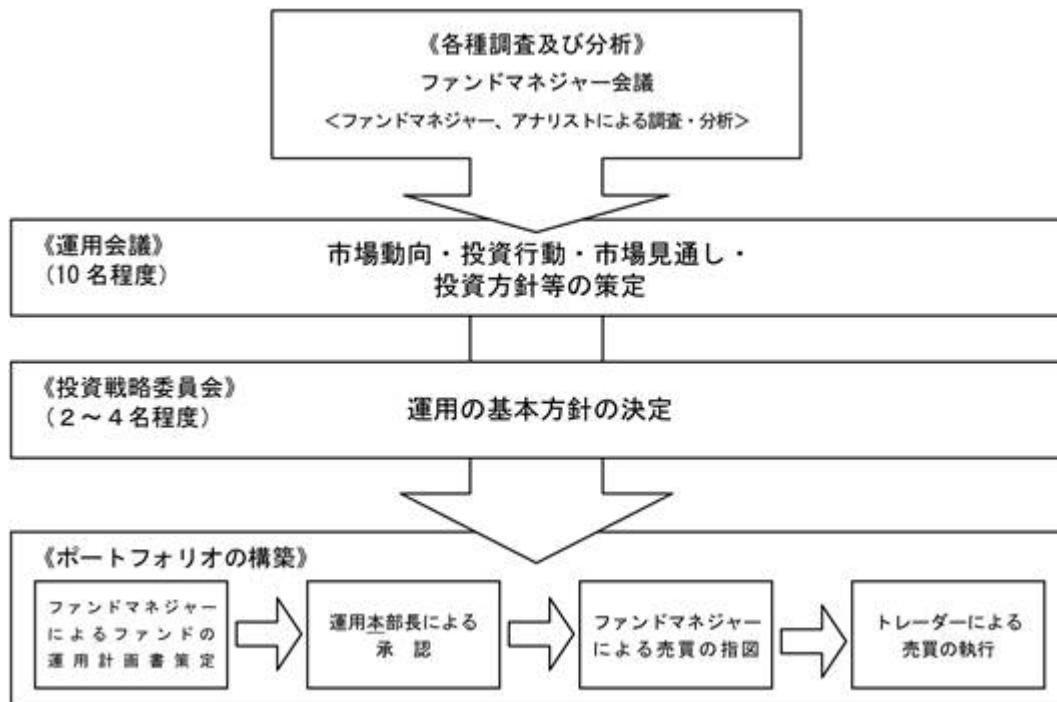 《各種調査及び分析》
ファンドマネジャー会議
<ファンドマネジャー、アナリストによる調査・分析>
《運用会議》
(10名程度)
市場動向・投資行動・市場見通し・
投資方針等の策定
《投資戦略委員会》
(2~4名程度)
運用の基本方針の決定
《ポートフォリオの構築》
ファンドマネジャー
によるファンドの
運用計画書策定
運用本部長による
承認
ファンドマネジャー
による売買の指図
トレーダーによる
売買の執行